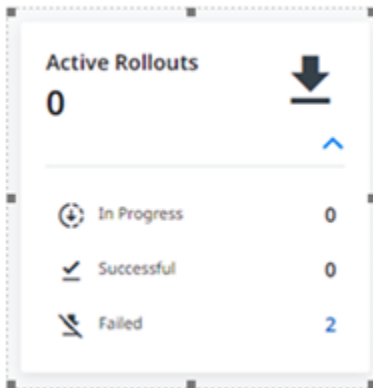 Active Rollouts
0
In Progress 0
Successful 0
Failed 2